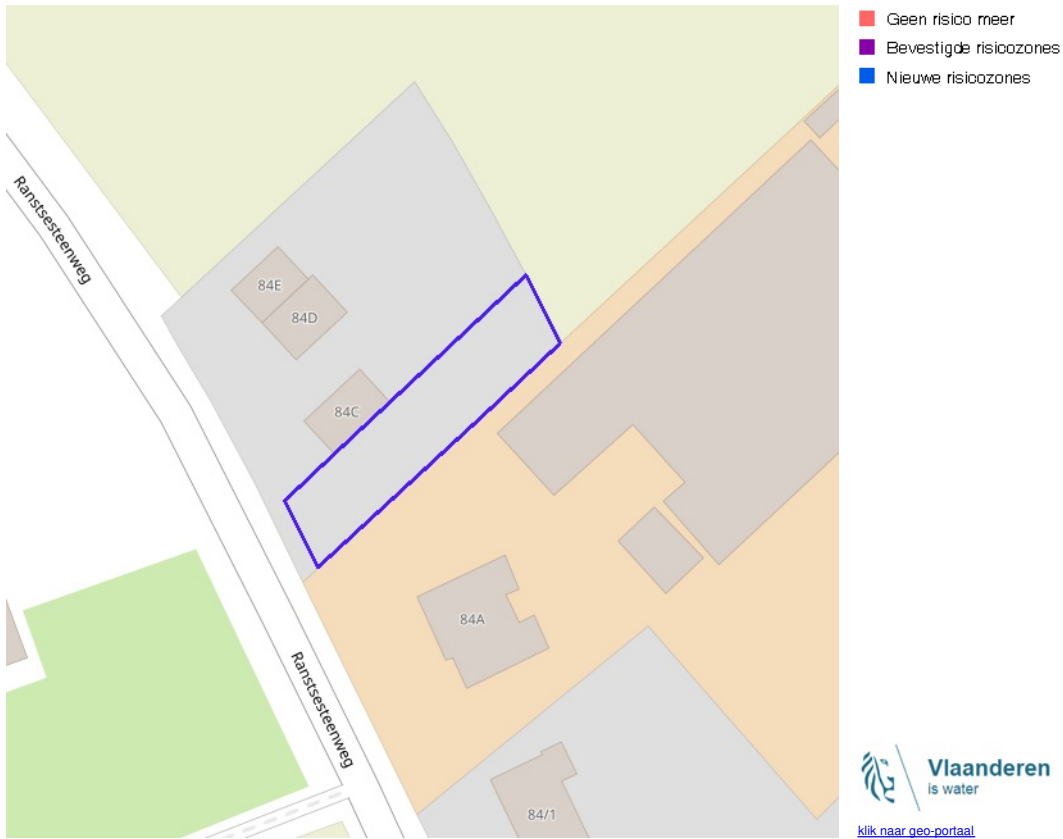 Geen risico meer
Bevestigde risicozones
Nieuwe risicozones
Ranstsesteenweg
84E
84D
84C
84A
Ranstsesteenweg
84/1
Vlaanderen
is water
klik naar geo-portaal